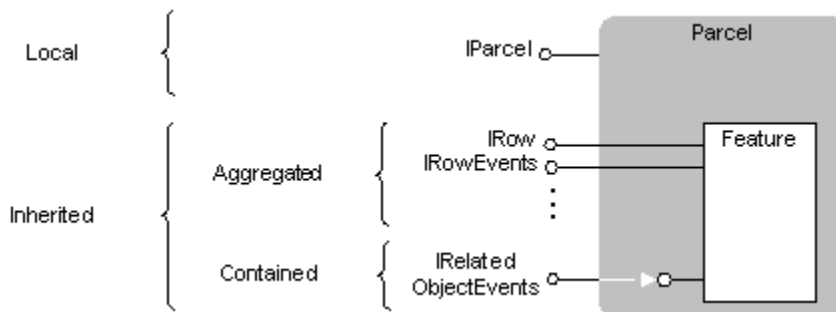 Parcel
Local
IParcel
IRow
Feature
IRowEvents
Aggregated
Inherited
IRelated
Contained
ObjectEvents